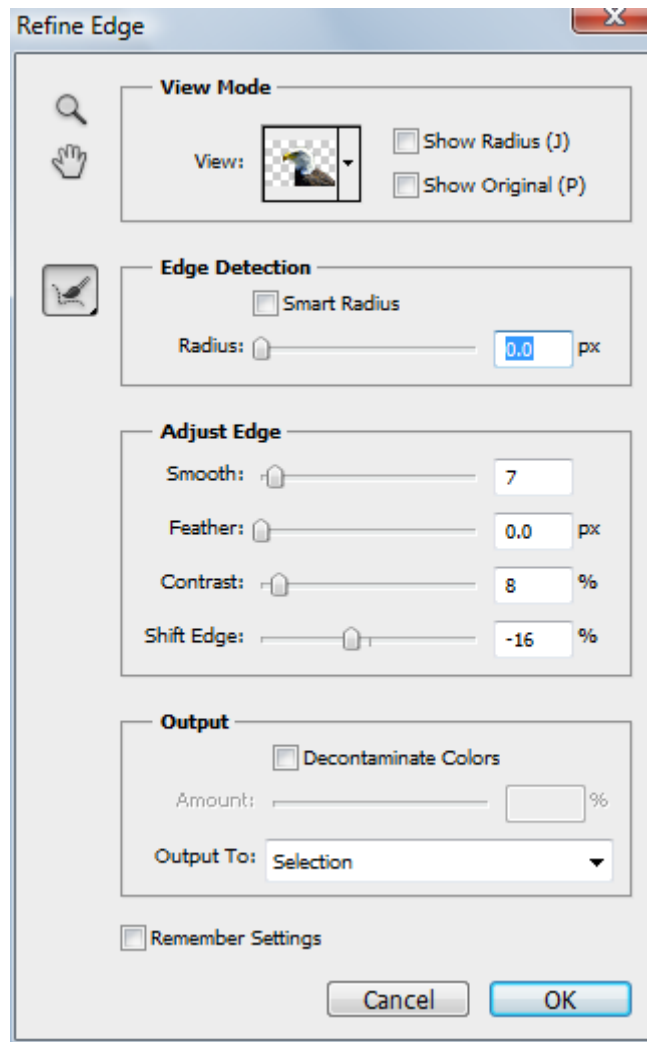 Refine Edge
View Mode
View:
Show Radius (J)
Show Original (P)
Edge Detection
Smart Radius
Radius: 0.0 px
Adjust Edge
Smooth: 7
Feather: 0.0 px
Contrast: 8 %
Shift Edge: -16 %
Output
Decontaminate Colors
Amount: %
Output To: Selection
Remember Settings
Cancel OK